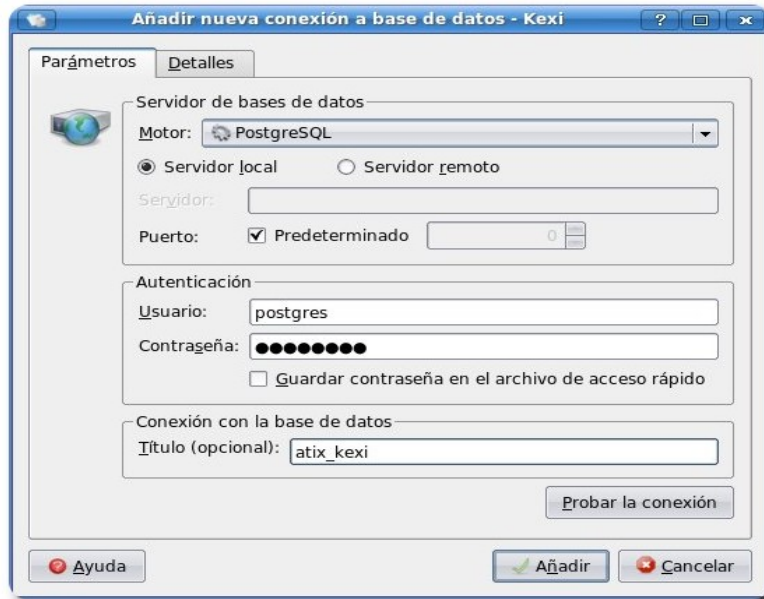 Añadir nueva conexión a base de datos - Kexi
Parámetros Detalles
Servidor de bases de datos
Motor: PostgreSQL
Servidor local Servidor remoto
Servidor:
Puerto: Predeterminado 0
Autenticación
Usuario: postgres
Contraseña: ●●●●●●●●
Guardar contraseña en el archivo de acceso rápido
Conexión con la base de datos
Título (opcional): atix_kexi
Probar la conexión
Ayuda Añadir Cancelar